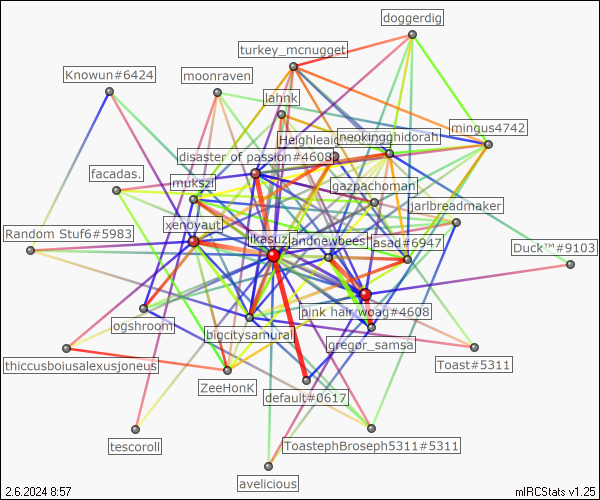 doggerdig
turkey_mcnugget
Knowun#6424
moonraven
lahnk
mingus4742
neokingghidorah
disaster of passion#4608
facadas.
mukszi
gazpachoman
jarlbreadmaker
xenoyaut
Random Stuf6#5983
ikasuz
andnewbees
asad#6947
Duck™#9103
pink hair woag#4608
ogshroom
bigcitysamurai
gregor_samsa
thiccusboiusalexusjoneus
Toast#5311
ZeeHonK
default#0617
tescoroll
ToastephBroseph5311#5311
avelicious
2.6.2024 8:57
mIRCStats v1.25